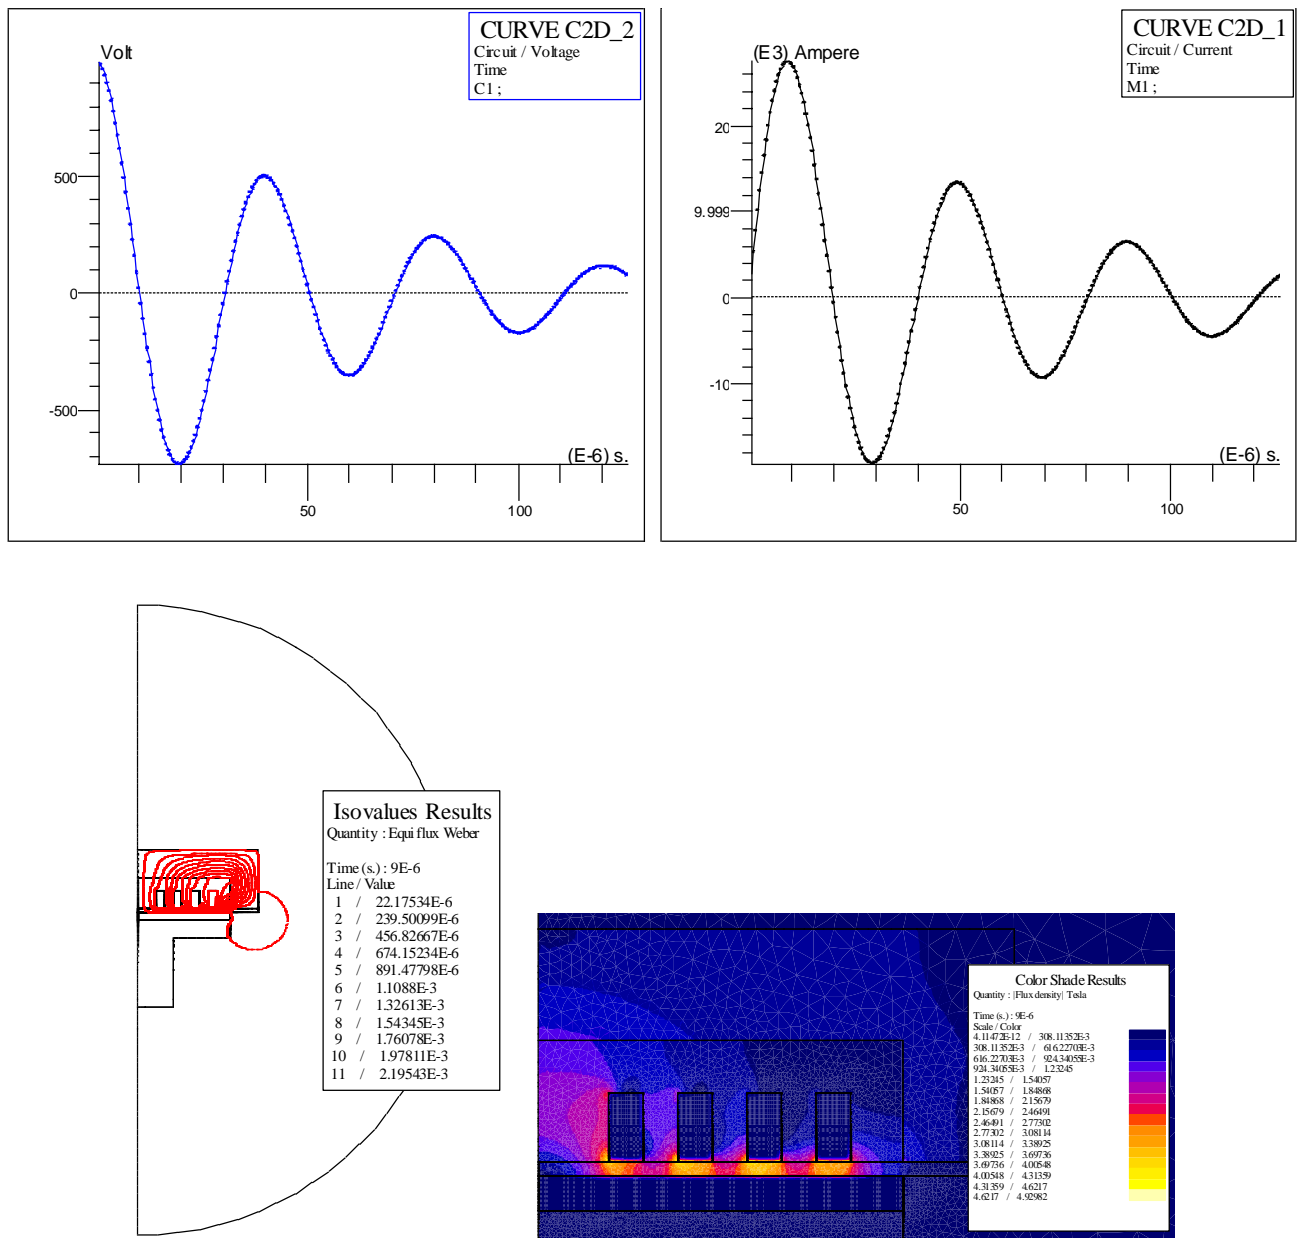 CURVE C2D_2
Circuit / Voltage
Time
C1 ;
Volt
500
0
-500
(E-6) s.
50
100
CURVE C2D_1
Circuit / Current
Time
M1 ;
(E3) Ampere
20
9.999
0
-10
(E-6) s.
50
100
Isovalues Results
Quantity : Equi flux Weber
Time (s.) : 9E-6
Line / Value
1 / 22.17534E-6
2 / 239.50099E-6
3 / 456.82667E-6
4 / 674.15234E-6
5 / 891.47798E-6
6 / 1.1088E-3
7 / 1.32613E-3
8 / 1.54345E-3
9 / 1.76078E-3
10 / 1.97811E-3
11 / 2.19543E-3
Color Shade Results
Quantity : |Flux density| Tesla
Time (s.) : 9E-6
Scale / Color
4.11472E-12 / 308.11352E-3
308.11352E-3 / 616.22703E-3
616.22703E-3 / 924.34055E-3
924.34055E-3 / 1.23245
1.23245 / 1.54057
1.54057 / 1.84868
1.84868 / 2.15679
2.15679 / 2.46491
2.46491 / 2.77302
2.77302 / 3.08114
3.08114 / 3.38925
3.38925 / 3.69736
3.69736 / 4.00548
4.00548 / 4.31359
4.31359 / 4.6217
4.6217 / 4.92982